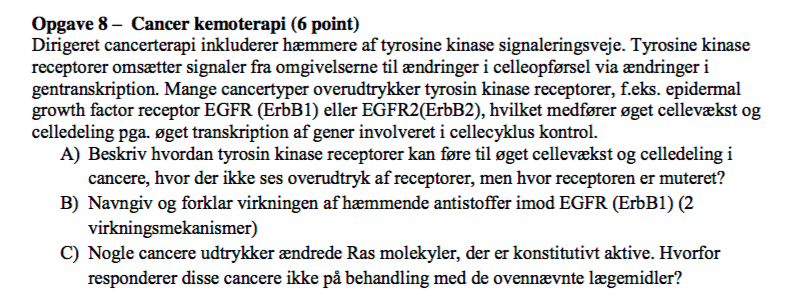 Opgave 8 – Cancer kemoterapi (6 point)
Dirigeret cancerterapi inkluderer hæmmere af tyrosine kinase signaleringsveje. Tyrosine kinase
receptorer omsætter signaler fra omgivelserne til ændringer i celleopførsel via ændringer i
gentranskription. Mange cancertyper overudtrykker tyrosin kinase receptorer, f.eks. epidermal
growth factor receptor EGFR (ErbB1) eller EGFR2(ErbB2), hvilket medfører øget cellevækst og
celledeling pga. øget transkription af gener involveret i cellecyklus kontrol.
A) Beskriv hvordan tyrosin kinase receptorer kan føre til øget cellevækst og celledeling i
cancere, hvor der ikke ses overudtryk af receptorer, men hvor receptoren er muteret?
B) Navngiv og forklar virkningen af hæmmende antistoffer imod EGFR (ErbB1) (2
virkningsmekanismer)
C) Nogle cancere udtrykker ændrede Ras molekyler, der er konstitutivt aktive. Hvorfor
responderer disse cancere ikke på behandling med de ovennævnte lægemidler?